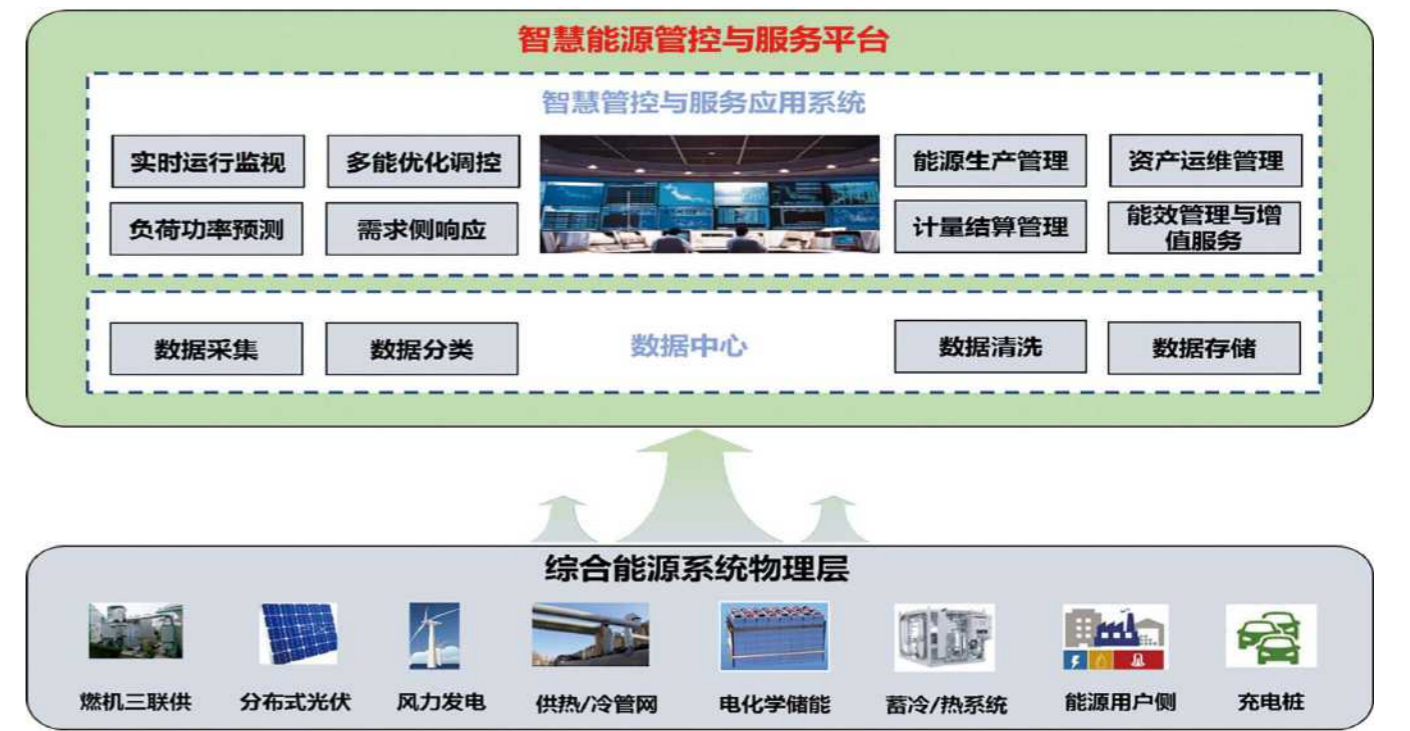 智慧能源管控与服务平台
智慧管控与服务应用系统
实时运行监视
多能优化调控
能源生产管理
资产运维管理
负荷功率预测
需求侧响应
计量结算管理
能效管理与增
值服务
数据采集
数据分类
数据中心
数据清洗
数据存储
综合能源系统物理层
燃机三联供
分布式光伏
风力发电
供热/冷管网
电化学储能
蓄冷/热系统
能源用户侧
充电桩